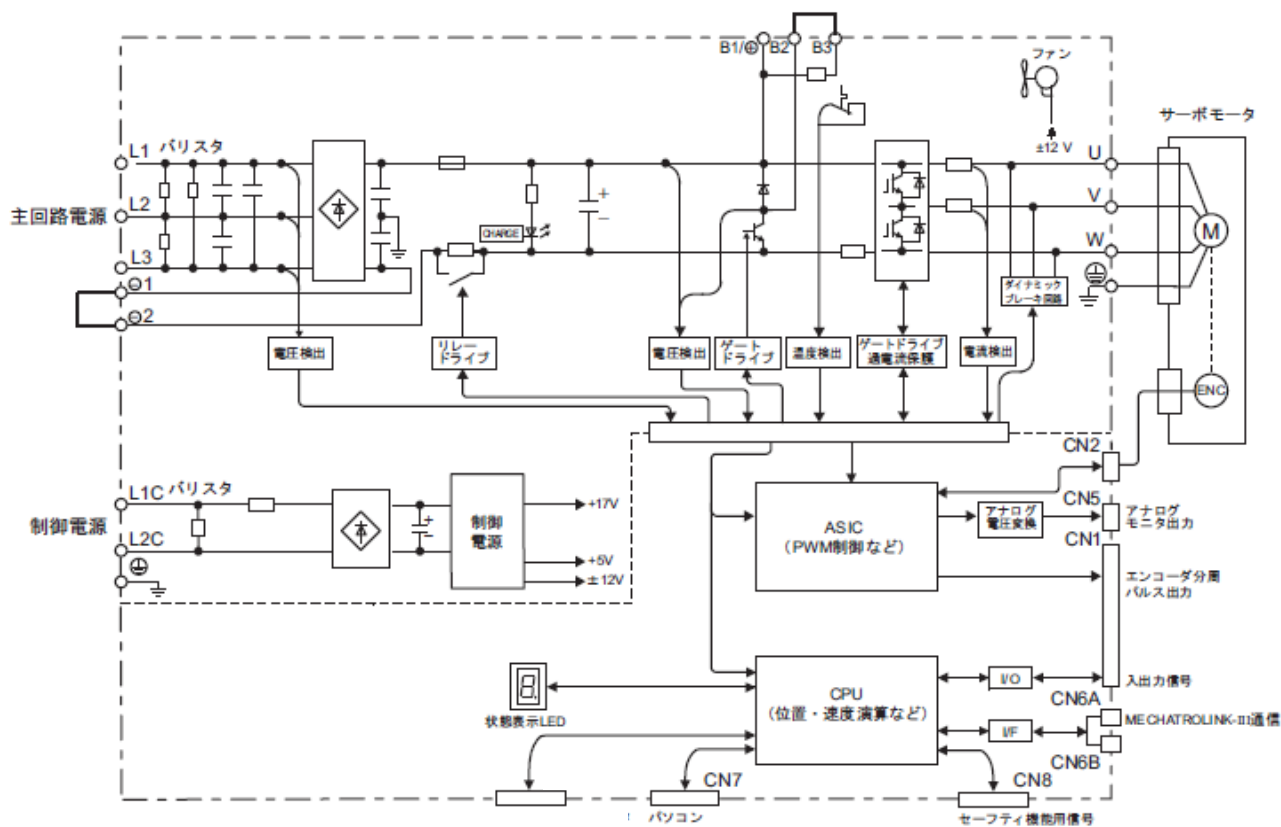 B1/⊕
B2
B3
ファン
±12 V
サーボモータ
L1
バリスタ
U
主回路電源
L2
V
CHARGE
+
−
W
M
L3
⊖1
⊖2
ダイナミック
ブレーキ回路
電圧検出
リレー
ドライブ
電圧検出
ゲート
ドライブ
温度検出
ゲートドライブ
過電流保護
電流検出
ENC
CN2
L1C
バリスタ
+17V
制御電源
+
−
制御
電源
L2C
+5V
±12V
ASIC
(PWM制御など)
アナログ
電圧変換
CN5
アナログ
モニタ出力
CN1
エンコーダ分周
パルス出力
8.
状態表示LED
CPU
(位置・速度演算など)
I/O
入出力信号
CN6A
I/F
MECHATROLINK-III通信
CN6B
CN7
CN8
パソコン
セーフティ機能用信号